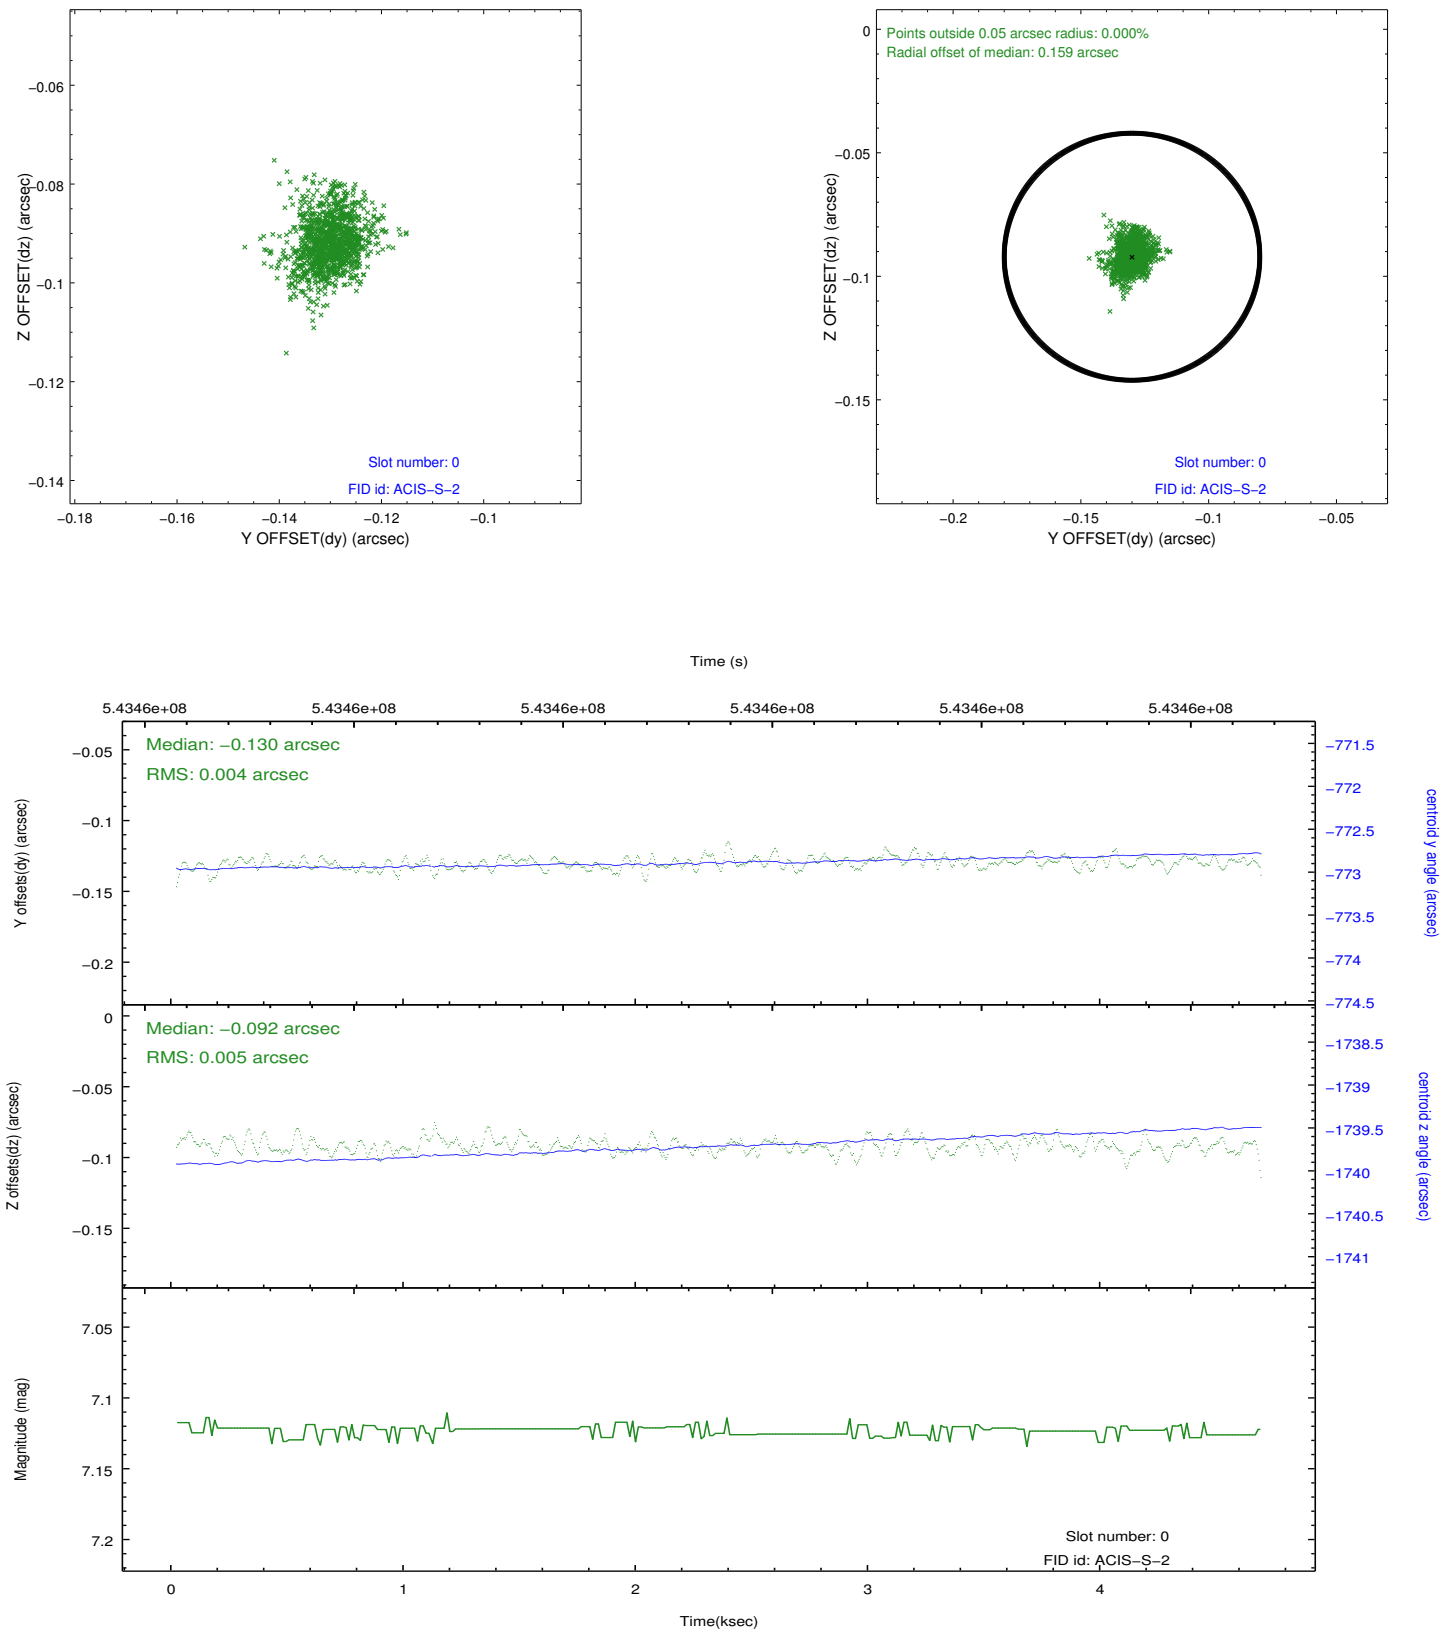 −0.06
−0.08
−0.1
−0.12
−0.14
Z OFFSET(dz) (arcsec)
Slot number: 0
FID id: ACIS−S−2
−0.18 −0.16 −0.14 −0.12 −0.1
Y OFFSET(dy) (arcsec)
Points outside 0.05 arcsec radius: 0.000%
Radial offset of median: 0.159 arcsec
0
−0.05
−0.1
−0.15
Z OFFSET(dz) (arcsec)
Slot number: 0
FID id: ACIS−S−2
−0.2 −0.15 −0.1 −0.05
Y OFFSET(dy) (arcsec)
Time (s)
5.4346e+08 5.4346e+08 5.4346e+08 5.4346e+08 5.4346e+08 5.4346e+08
Median: −0.130 arcsec
RMS: 0.004 arcsec
−0.05
−0.1
−0.15
−0.2
Y offsets(dy) (arcsec)
−771.5
−772
−772.5
−773
−773.5
−774
−774.5
centroid y angle (arcsec)
Median: −0.092 arcsec
RMS: 0.005 arcsec
0
−0.05
−0.1
−0.15
Z offsets(dz) (arcsec)
−1738.5
−1739
−1739.5
−1740
−1740.5
−1741
centroid z angle (arcsec)
7.05
7.1
7.15
7.2
Magnitude (mag)
Slot number: 0
FID id: ACIS−S−2
0 1 2 3 4
Time(ksec)